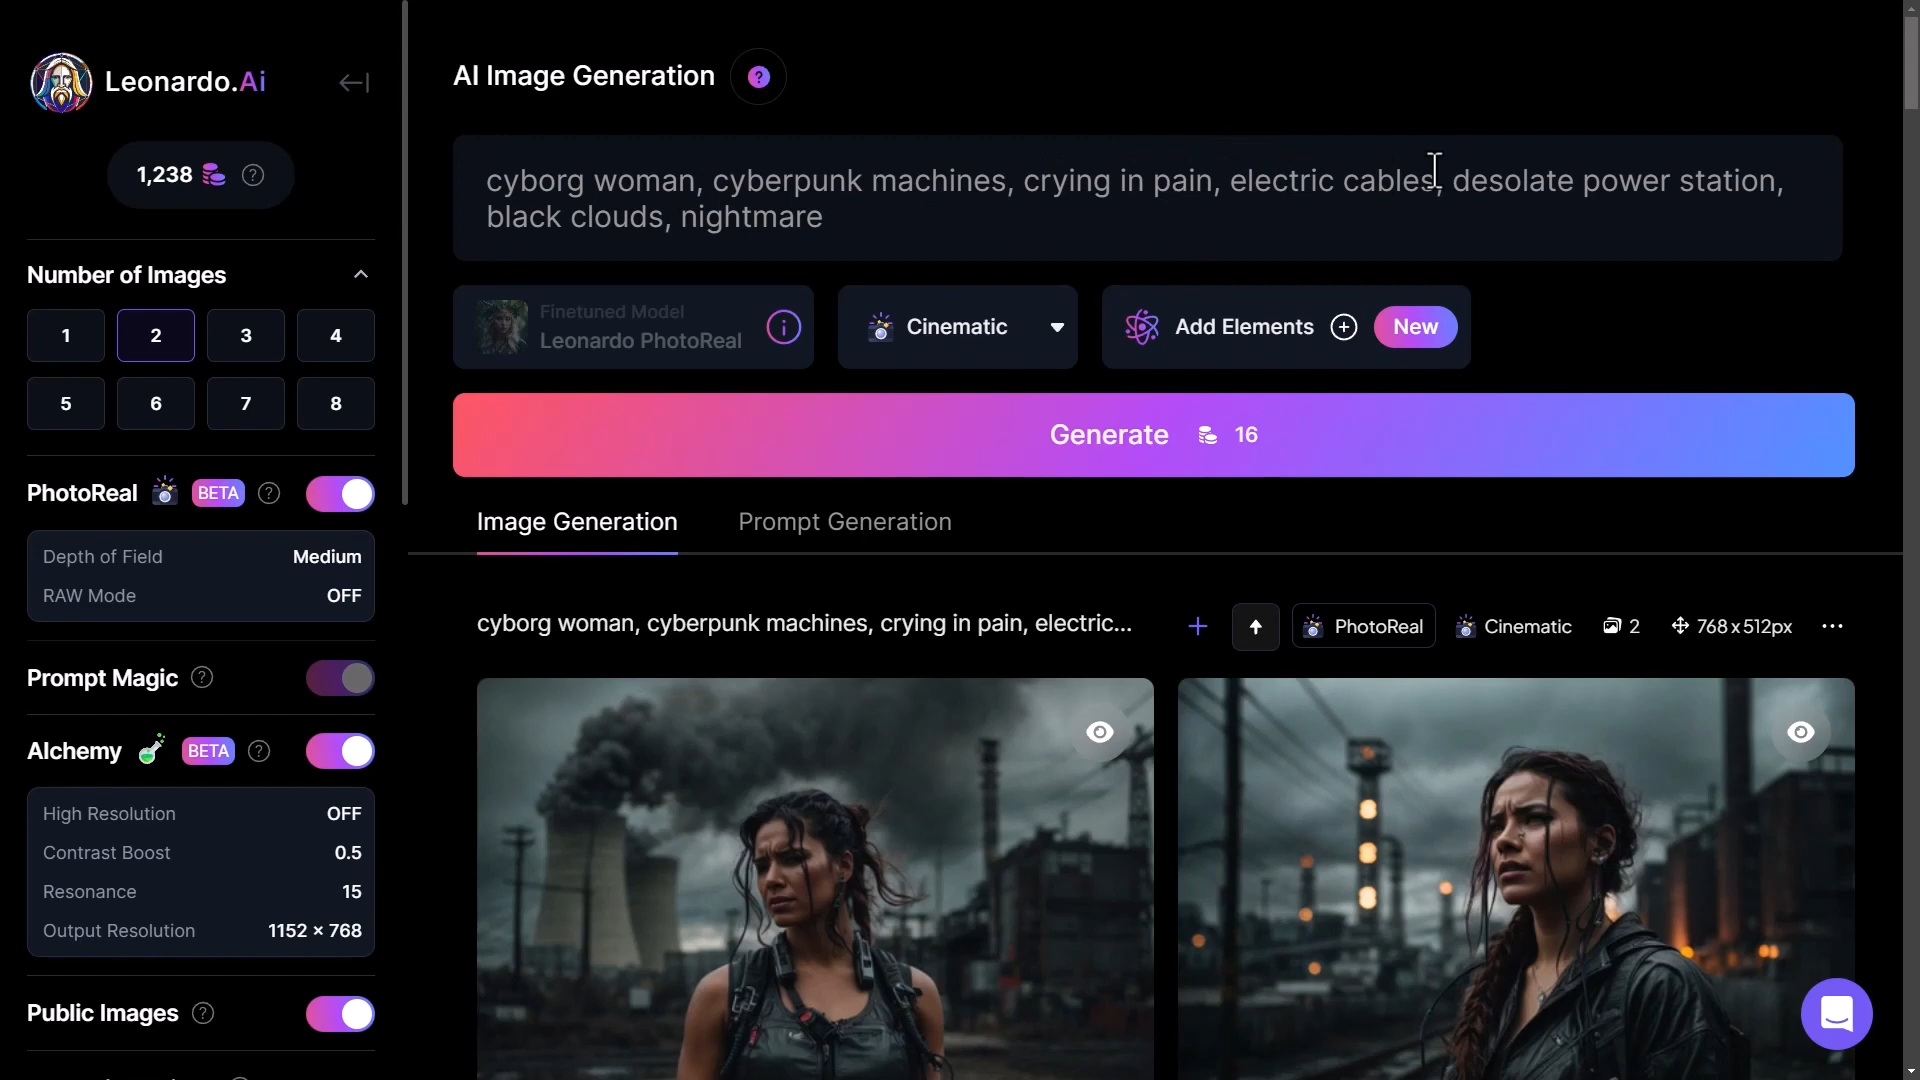 Leonardo.Ai
1,238
Number of Images
1 2 3 4
5 6 7 8
PhotoReal BETA
Depth of Field Medium
RAW Mode OFF
Prompt Magic
Alchemy BETA
High Resolution OFF
Contrast Boost 0.5
Resonance 15
Output Resolution 1152 × 768
Public Images
AI Image Generation
cyborg woman, cyberpunk machines, crying in pain, electric cables, desolate power station,
black clouds, nightmare
Finetuned Model
Leonardo PhotoReal
Cinematic
Add Elements New
Generate 16
Image Generation Prompt Generation
cyborg woman, cyberpunk machines, crying in pain, electric... PhotoReal Cinematic 2 768 x 512px